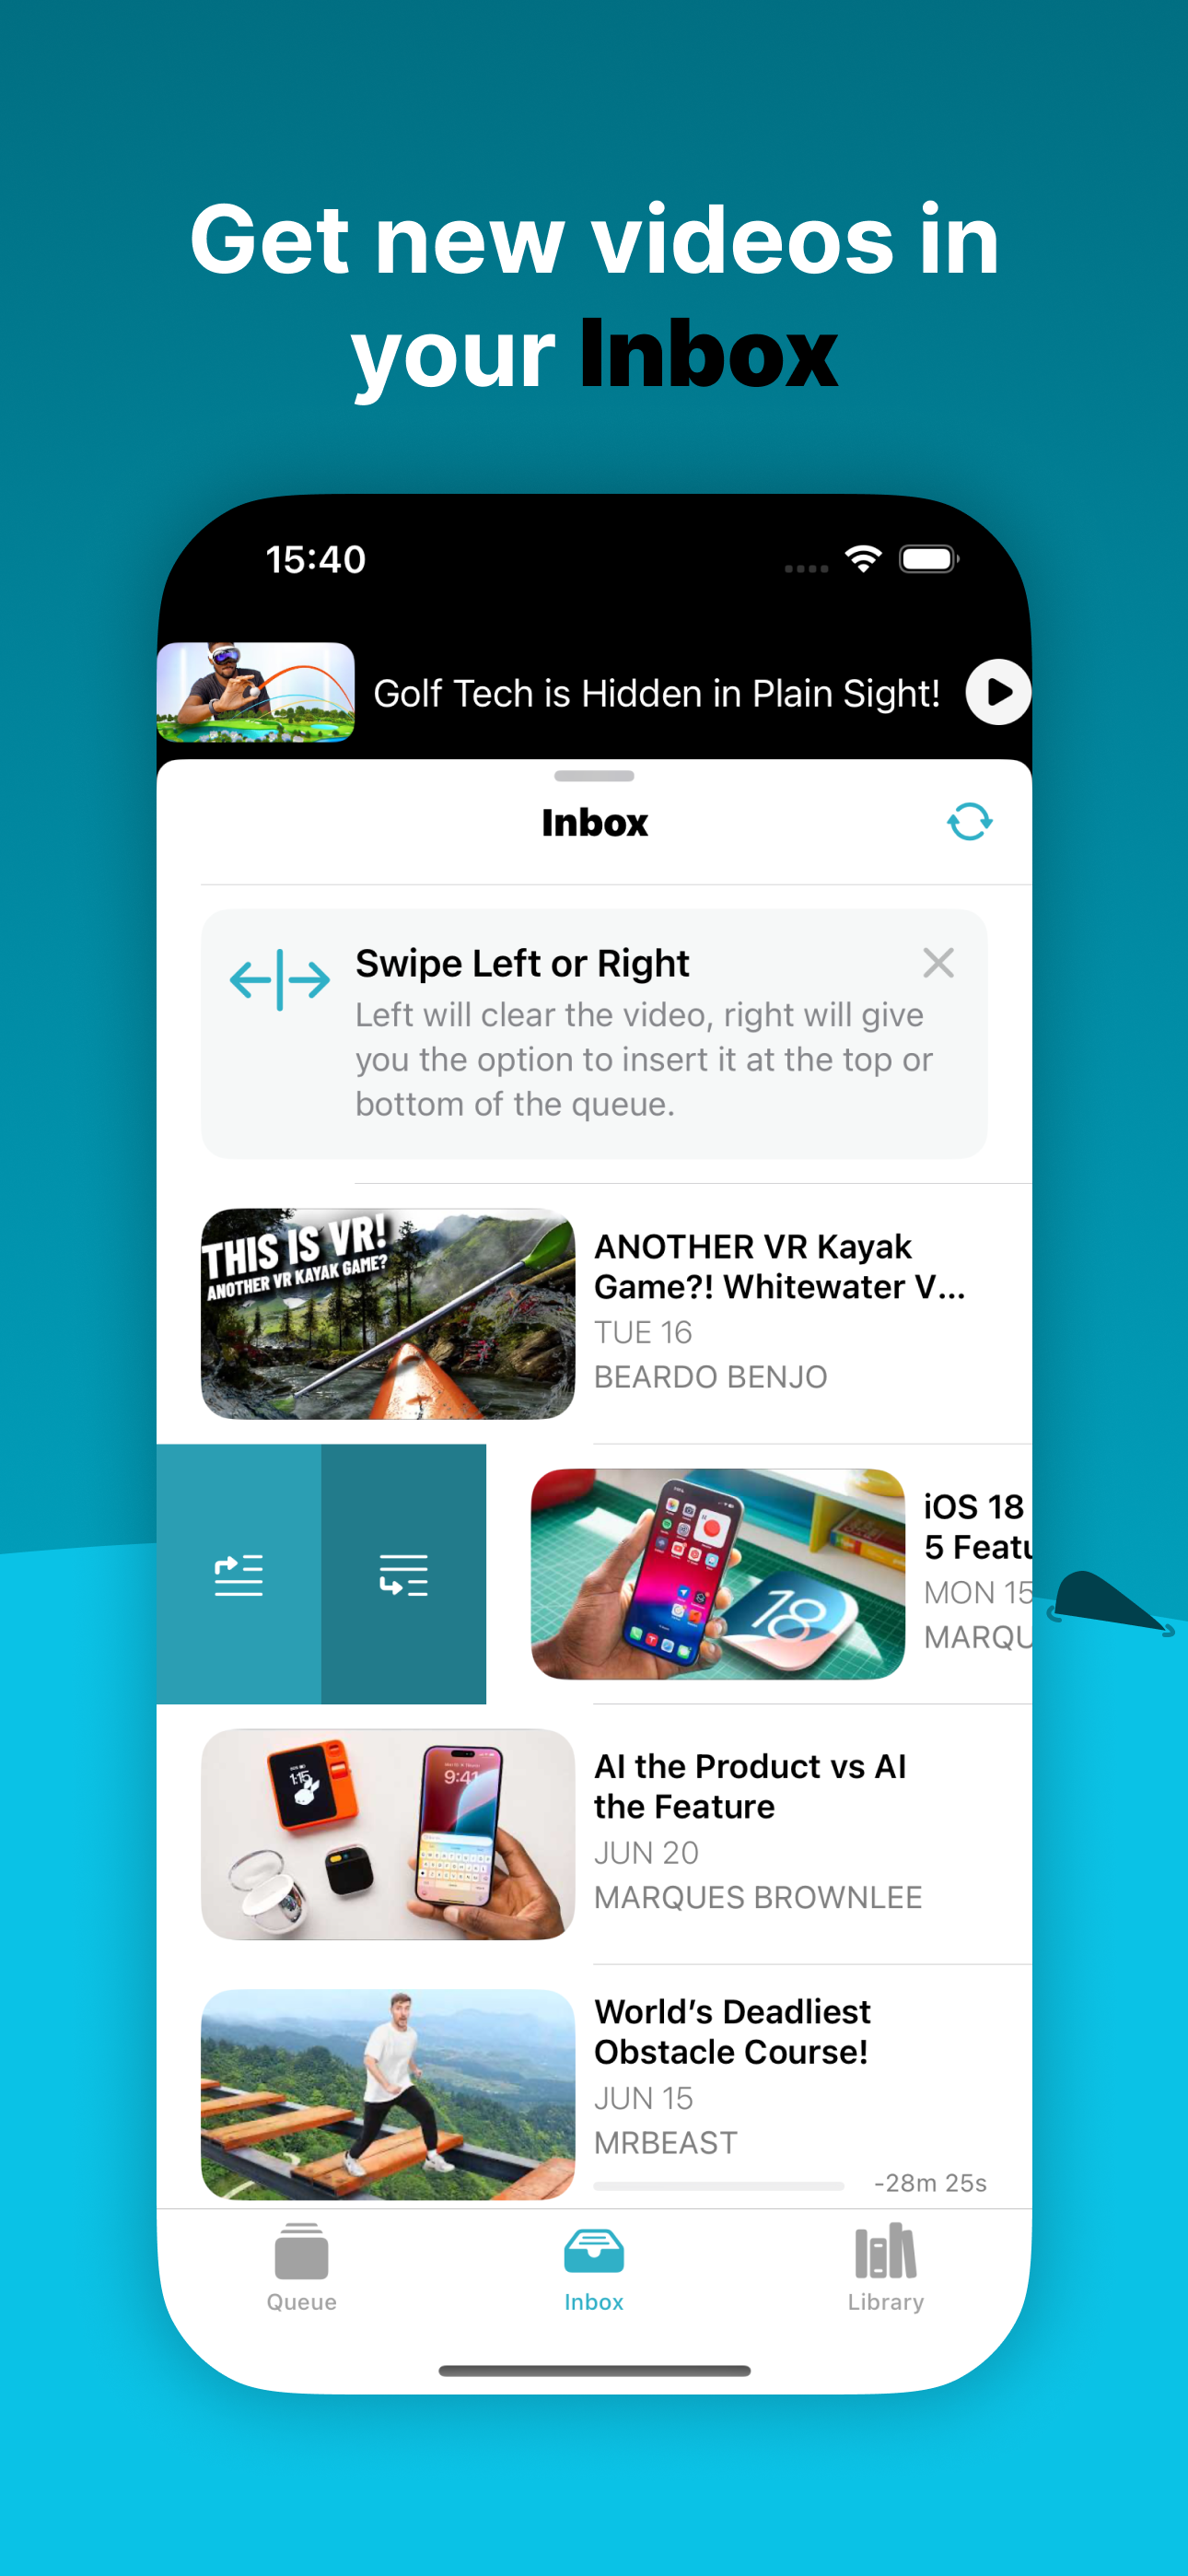 Get new videos in
your Inbox
15:40
Golf Tech is Hidden in Plain Sight!
Inbox
Swipe Left or Right
Left will clear the video, right will give
you the option to insert it at the top or
bottom of the queue.
THIS IS VR!
ANOTHER VR KAYAK GAME?
ANOTHER VR Kayak
Game?! Whitewater V...
TUE 16
BEARDO BENJO
18
iOS 18
5 Featu
MON 15
MARQU
1:15
9:41
AI the Product vs AI
the Feature
JUN 20
MARQUES BROWNLEE
World's Deadliest
Obstacle Course!
JUN 15
MRBEAST
-28m 25s
Queue
Inbox
Library